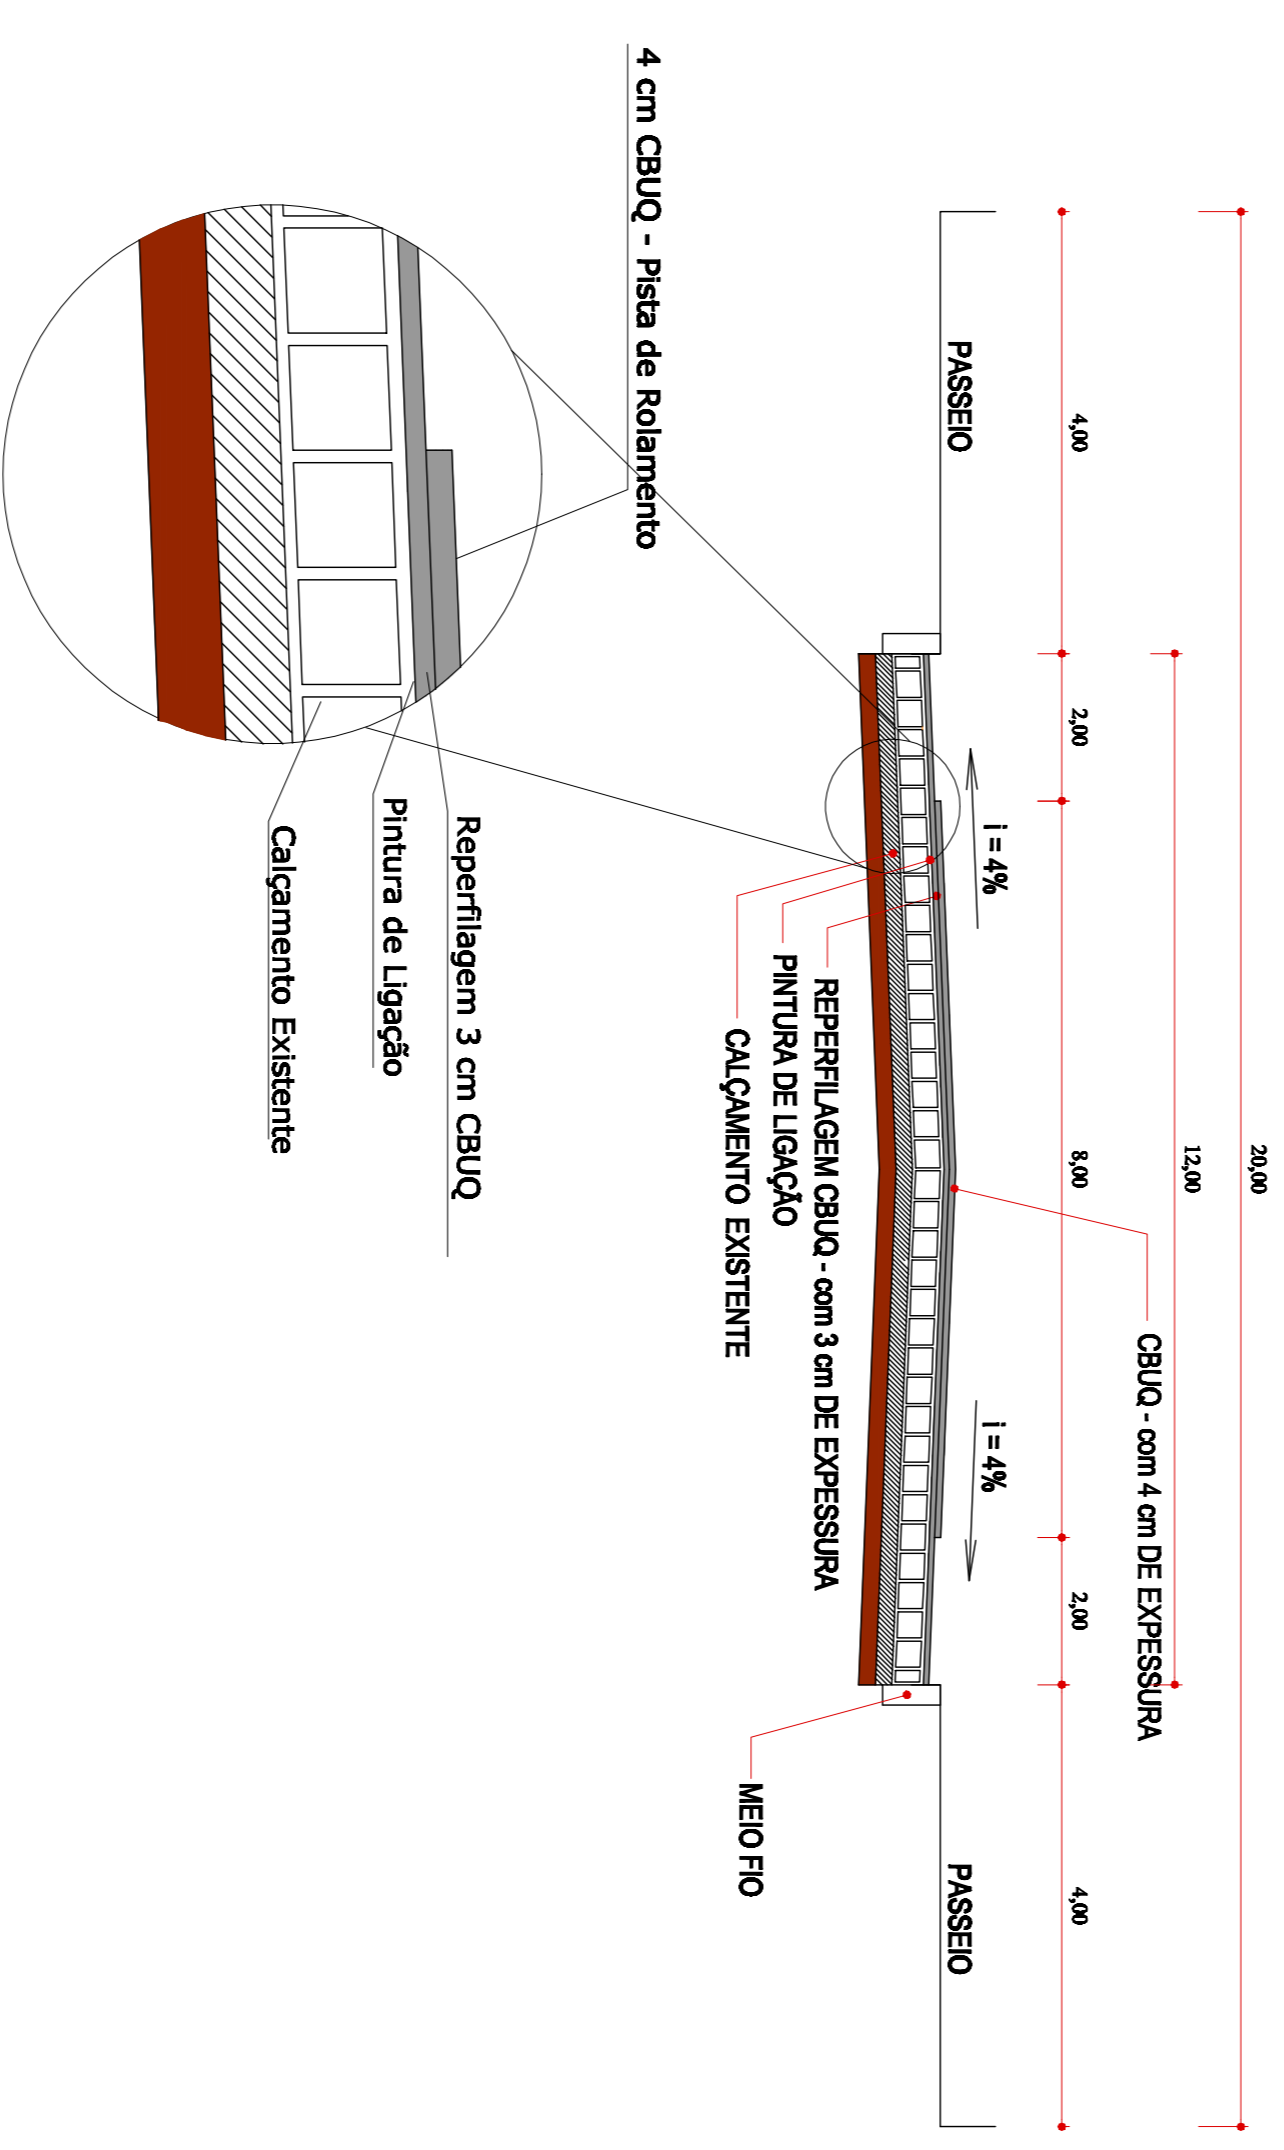 20,00
12,00
4,00
2,00
8,00
2,00
4,00
CBUQ - com 4 cm DE EXPESSURA
i = 4%
i = 4%
PASSEIO
PASSEIO
REPERFILAGEM CBUQ - com 3 cm DE EXPESSURA
PINTURA DE LIGAÇÃO
CALÇAMENTO EXISTENTE
MEIO FIO
4 cm CBUQ - Pista de Rolamento
Reperfilagem 3 cm CBUQ
Pintura de Ligação
Calçamento Existente